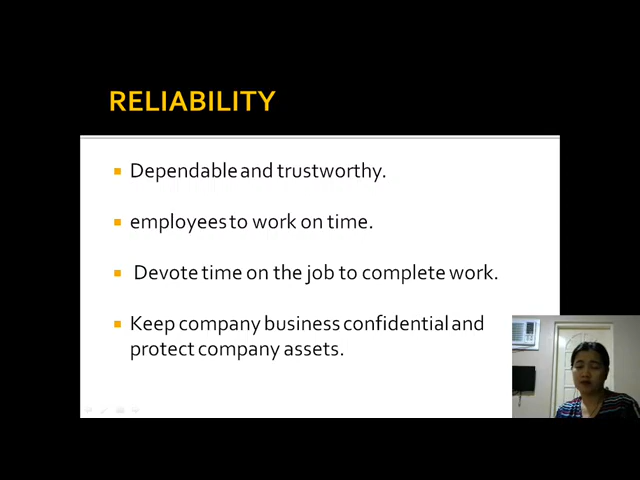 RELIABILITY
Dependable and trustworthy.
employees to work on time.
Devote time on the job to complete work.
Keep company business confidential and
protect company assets.